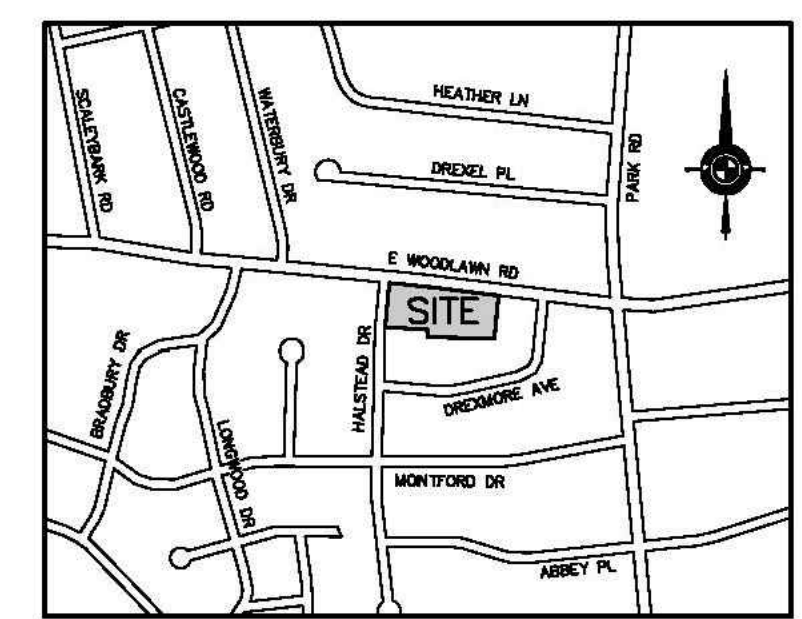 HEATHER LN
SCALEYBARK RD
CASTLEWOOD RD
WATERBURY DR
DREXEL PL
PARK RD
E WOODLAWN RD
SITE
HALSTEAD DR
BRADBURY DR
DREXMORE AVE
LONGWOOD DR
MONTFORD DR
ABBEY PL